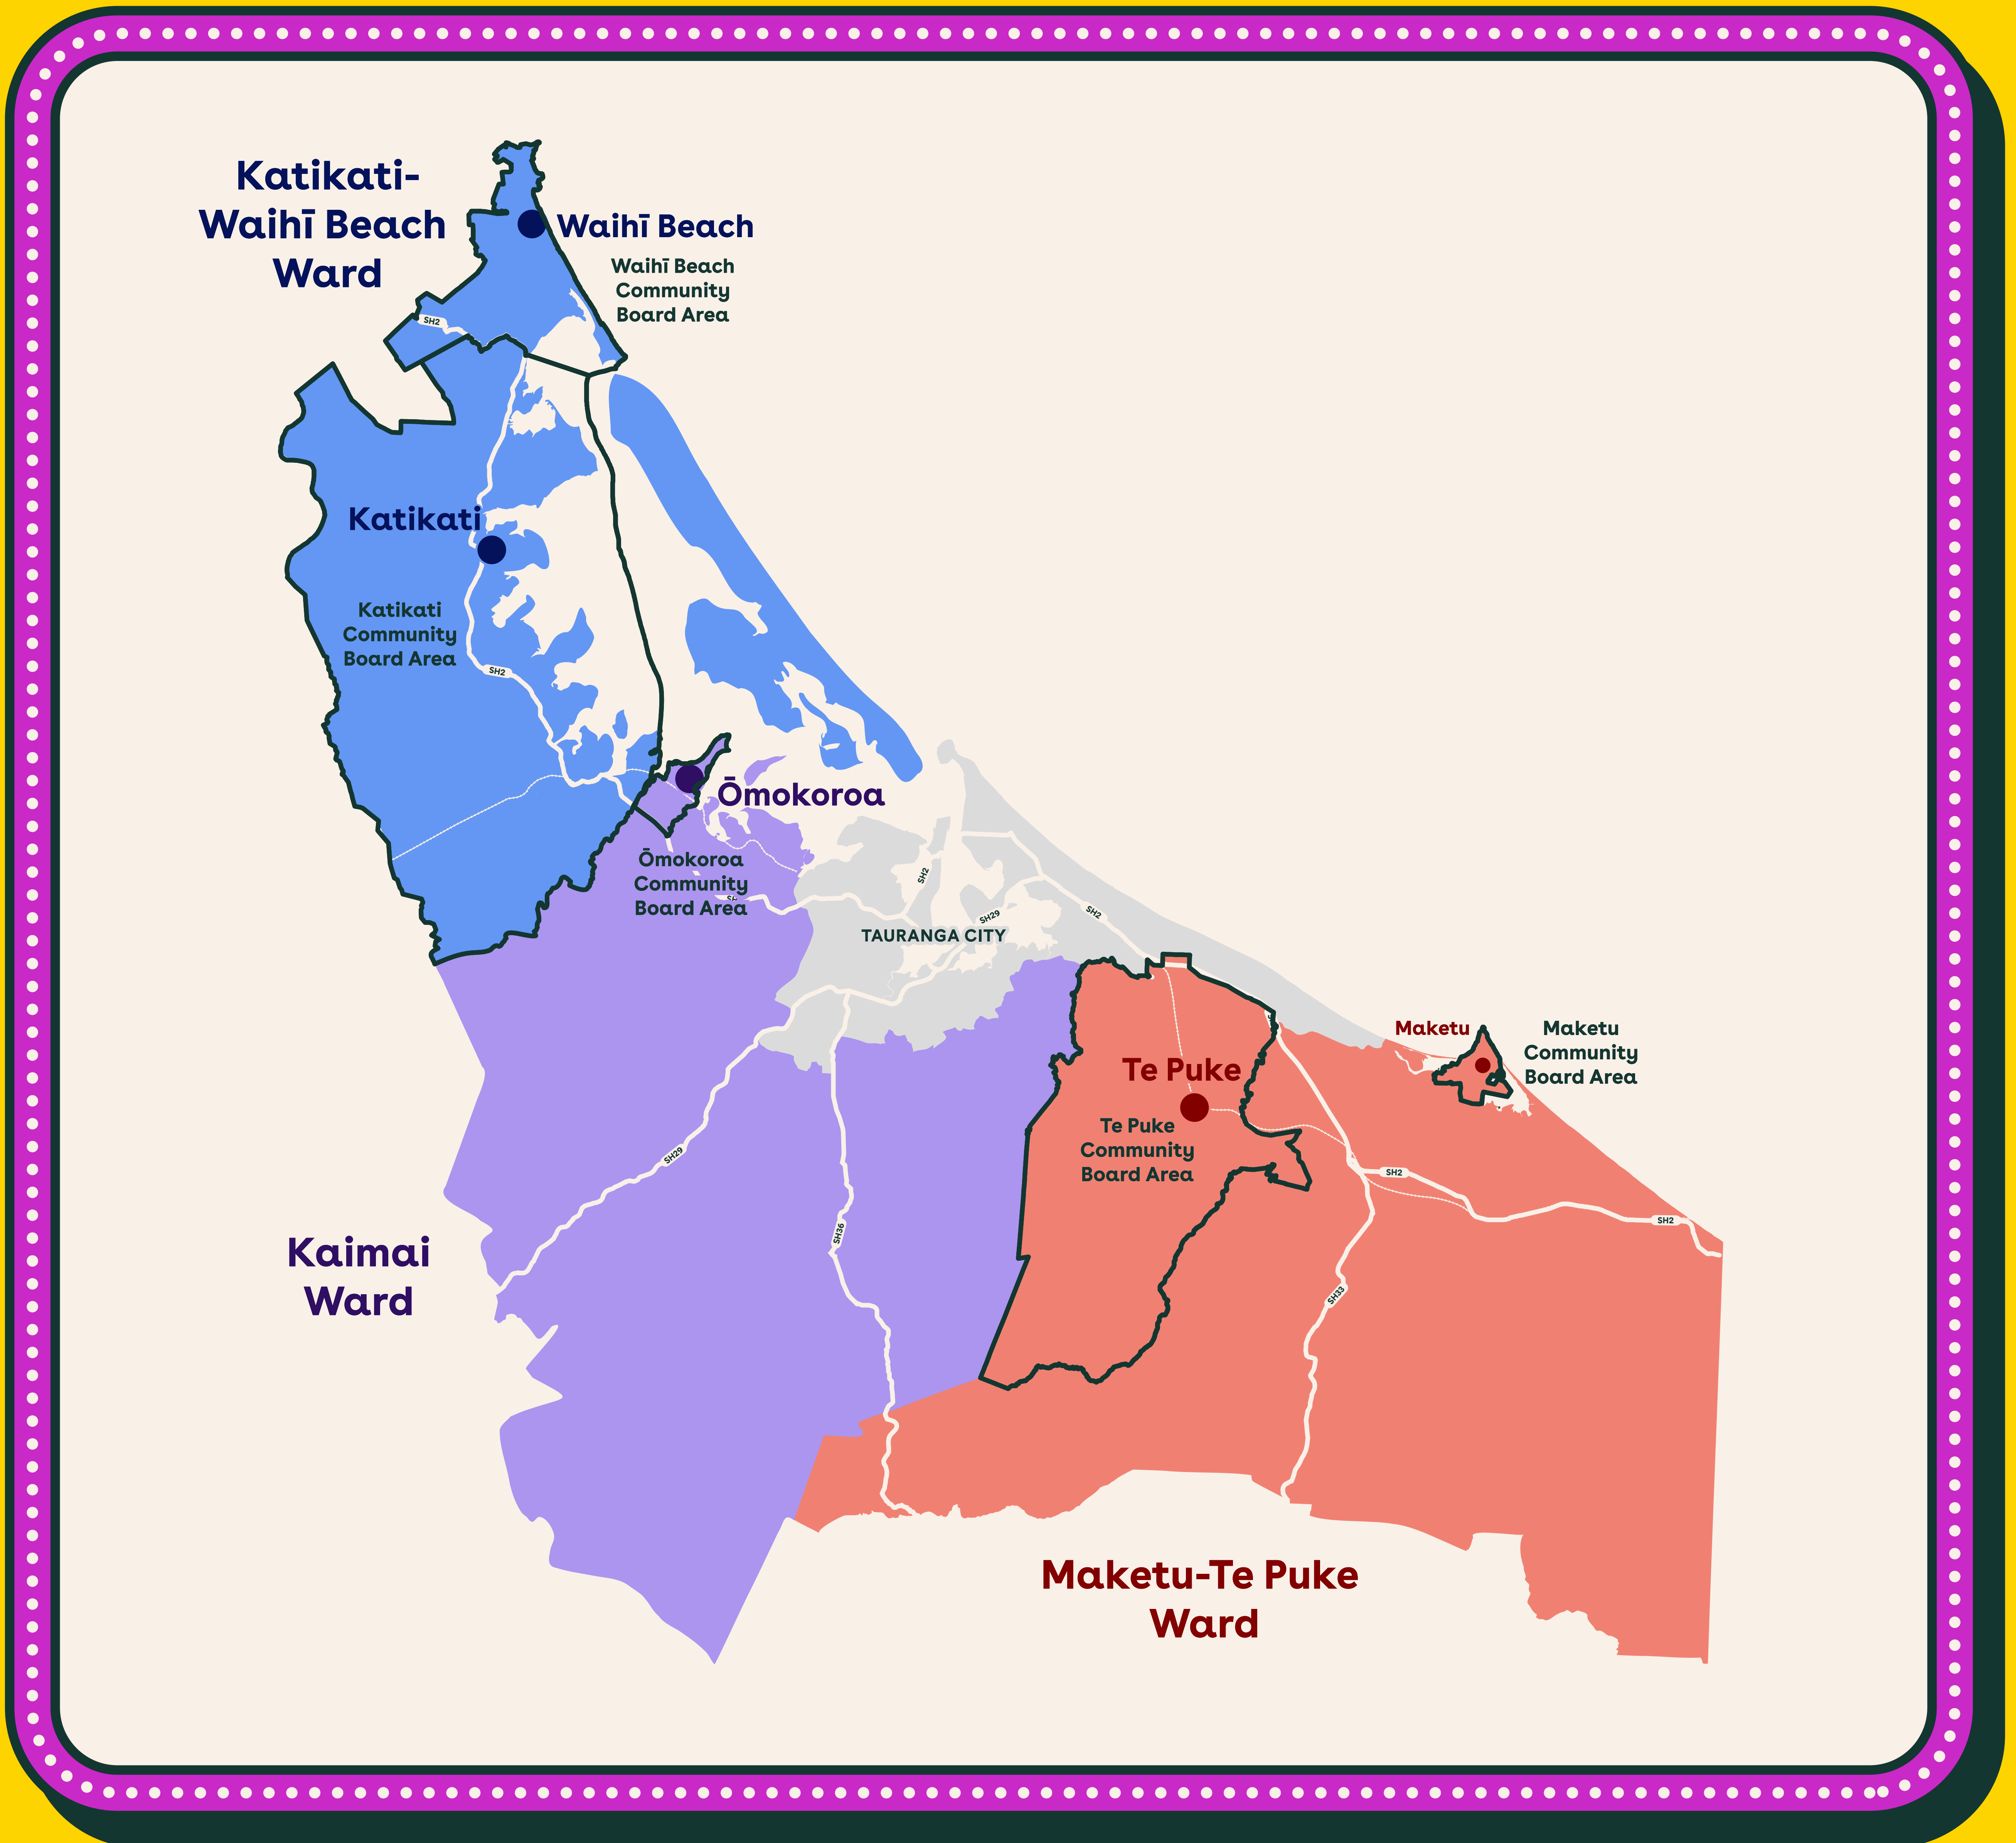 Katikati-
Waihī Beach
Ward
Waihī Beach
Waihī Beach
Community
Board Area
SH2
Katikati
Katikati
Community
Board Area
SH2
Ōmokoroa
Ōmokoroa
Community
Board Area
SH2
SH29
SH2
TAURANGA CITY
Maketu
Maketu
Community
Board Area
Te Puke
Te Puke
Community
Board Area
SH29
SH2
SH2
SH36
Kaimai
Ward
SH33
Maketu-Te Puke
Ward